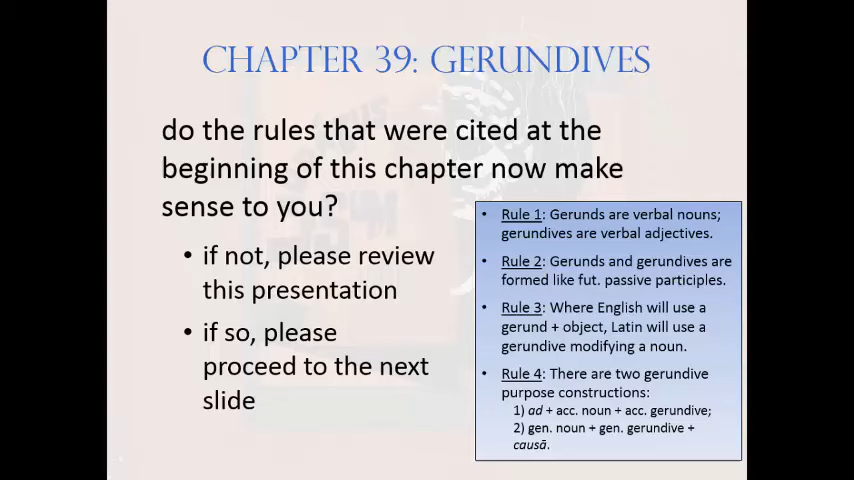 CHAPTER 39: GERUNDIVES
do the rules that were cited at the
beginning of this chapter now make
sense to you?
• if not, please review
this presentation
• if so, please
proceed to the next
slide
• Rule 1: Gerunds are verbal nouns;
gerundives are verbal adjectives.
• Rule 2: Gerunds and gerundives are
formed like fut. passive participles.
• Rule 3: Where English will use a
gerund + object, Latin will use a
gerundive modifying a noun.
• Rule 4: There are two gerundive
purpose constructions:
1) ad + acc. noun + acc. gerundive;
2) gen. noun + gen. gerundive +
causā.